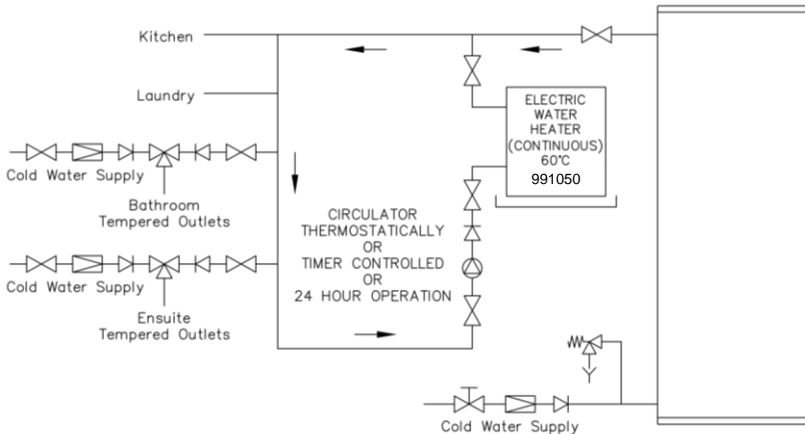 Kitchen
Laundry
ELECTRIC
WATER
HEATER
(CONTINUOUS)
60°C
991050
Cold Water Supply
Bathroom
Tempered Outlets
CIRCULATOR
THERMOSTATICALLY
OR
TIMER CONTROLLED
OR
24 HOUR OPERATION
Cold Water Supply
Ensuite
Tempered Outlets
Cold Water Supply